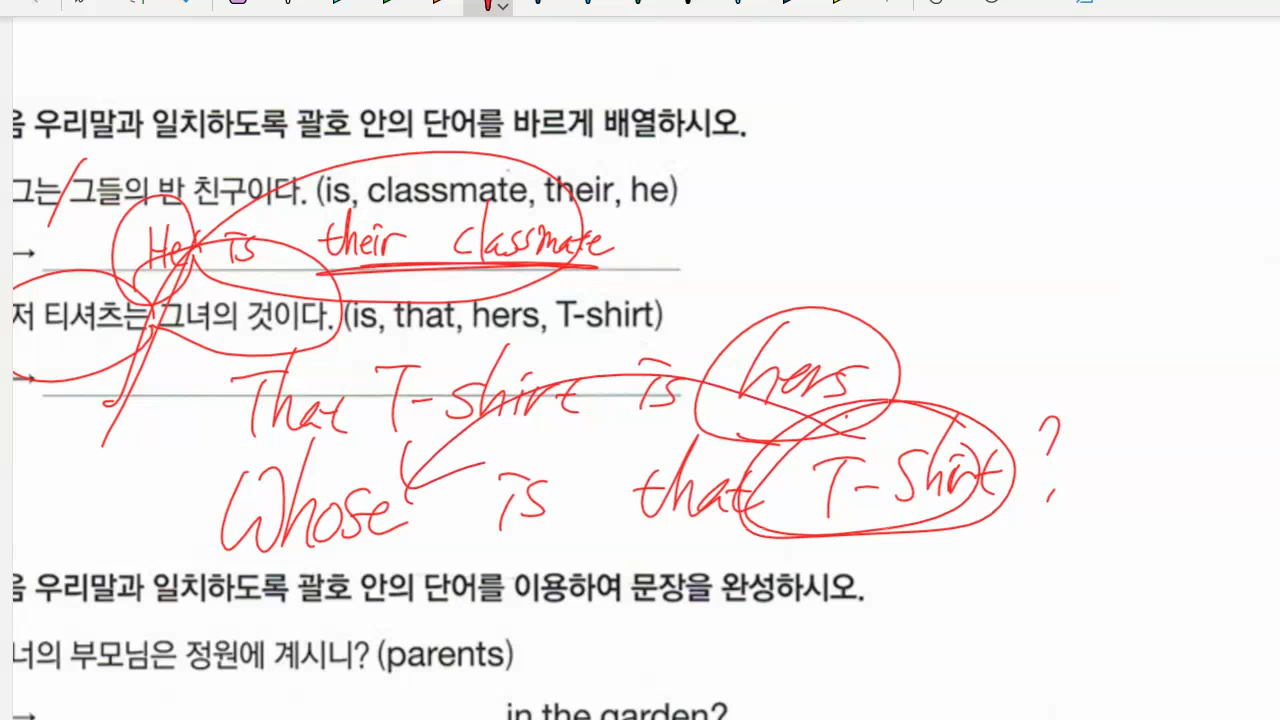 우리말과 일치하도록 괄호 안의 단어를 바르게 배열하시오.
그는 그들의 반 친구이다. (is, classmate, their, he)
→ He is their classmate
저 티셔츠는 그녀의 것이다. (is, that, hers, T-shirt)
→ That T-shirt is hers
Whose is that T-Shirt ?
우리말과 일치하도록 괄호 안의 단어를 이용하여 문장을 완성하시오.
너의 부모님은 정원에 계시니? (parents)
→ in the garden?